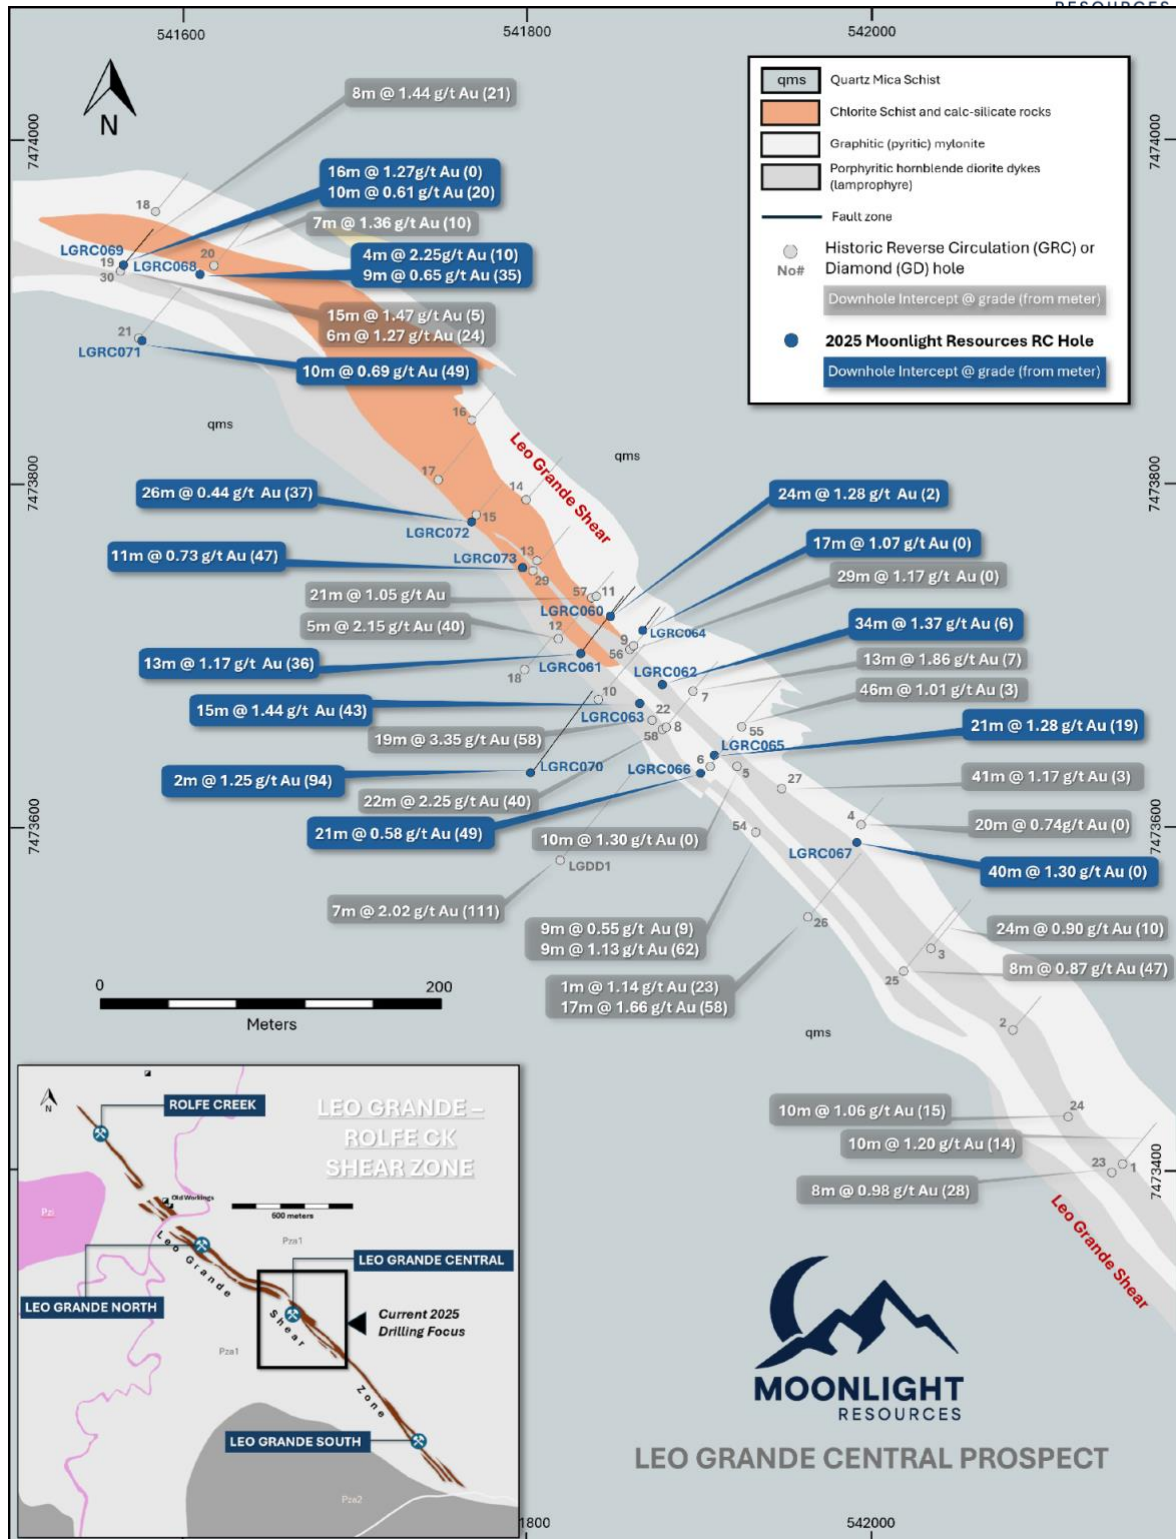 RESOURCES
541600
541800
542000
7474000
7474000
7473800
7473800
7473600
7473600
7473400
N
qms
Quartz Mica Schist
Chlorite Schist and calc-silicate rocks
Graphitic (pyritic) mylonite
Porphyritic hornblende diorite dykes
(lamprophyre)
Fault zone
No#
Historic Reverse Circulation (GRC) or
Diamond (GD) hole
Downhole Intercept @ grade (from meter)
2025 Moonlight Resources RC Hole
Downhole Intercept @ grade (from meter)
8m @ 1.44 g/t Au (21)
16m @ 1.27g/t Au (0)
10m @ 0.61 g/t Au (20)
18
7m @ 1.36 g/t Au (10)
LGRC069
19
30
LGRC068
20
4m @ 2.25g/t Au (10)
9m @ 0.65 g/t Au (35)
15m @ 1.47 g/t Au (5)
6m @ 1.27 g/t Au (24)
21
LGRC071
10m @ 0.69 g/t Au (49)
qms
16
Leo Grande Shear
qms
17
14
26m @ 0.44 g/t Au (37)
15
LGRC072
24m @ 1.28 g/t Au (2)
17m @ 1.07 g/t Au (0)
11m @ 0.73 g/t Au (47)
LGRC073
13
29
29m @ 1.17 g/t Au (0)
21m @ 1.05 g/t Au
57
11
LGRC060
5m @ 2.15 g/t Au (40)
12
9
LGRC064
34m @ 1.37 g/t Au (6)
56
13m @ 1.17 g/t Au (36)
LGRC061
LGRC062
13m @ 1.86 g/t Au (7)
18
10
7
46m @ 1.01 g/t Au (3)
15m @ 1.44 g/t Au (43)
LGRC063
22
58
8
55
21m @ 1.28 g/t Au (19)
19m @ 3.35 g/t Au (58)
LGRC065
2m @ 1.25 g/t Au (94)
LGRC070
LGRC066
6
5
27
41m @ 1.17 g/t Au (3)
22m @ 2.25 g/t Au (40)
21m @ 0.58 g/t Au (49)
10m @ 1.30 g/t Au (0)
54
4
20m @ 0.74g/t Au (0)
LGRC067
LGDD1
40m @ 1.30 g/t Au (0)
7m @ 2.02 g/t Au (111)
9m @ 0.55 g/t Au (9)
9m @ 1.13 g/t Au (62)
26
24m @ 0.90 g/t Au (10)
3
8m @ 0.87 g/t Au (47)
25
1m @ 1.14 g/t Au (23)
17m @ 1.66 g/t Au (58)
2
qms
0
200
Meters
10m @ 1.06 g/t Au (15)
24
10m @ 1.20 g/t Au (14)
23
1
8m @ 0.98 g/t Au (28)
Leo Grande Shear
N
ROLFE CREEK
LEO GRANDE –
ROLFE CK
SHEAR ZONE
Old Workings
600 meters
Pzi
Pza1
Leo Grande
Shear
Zone
LEO GRANDE CENTRAL
LEO GRANDE NORTH
Current 2025
Drilling Focus
Pza1
LEO GRANDE SOUTH
Pza2
MOONLIGHT
RESOURCES
LEO GRANDE CENTRAL PROSPECT
1800
542000